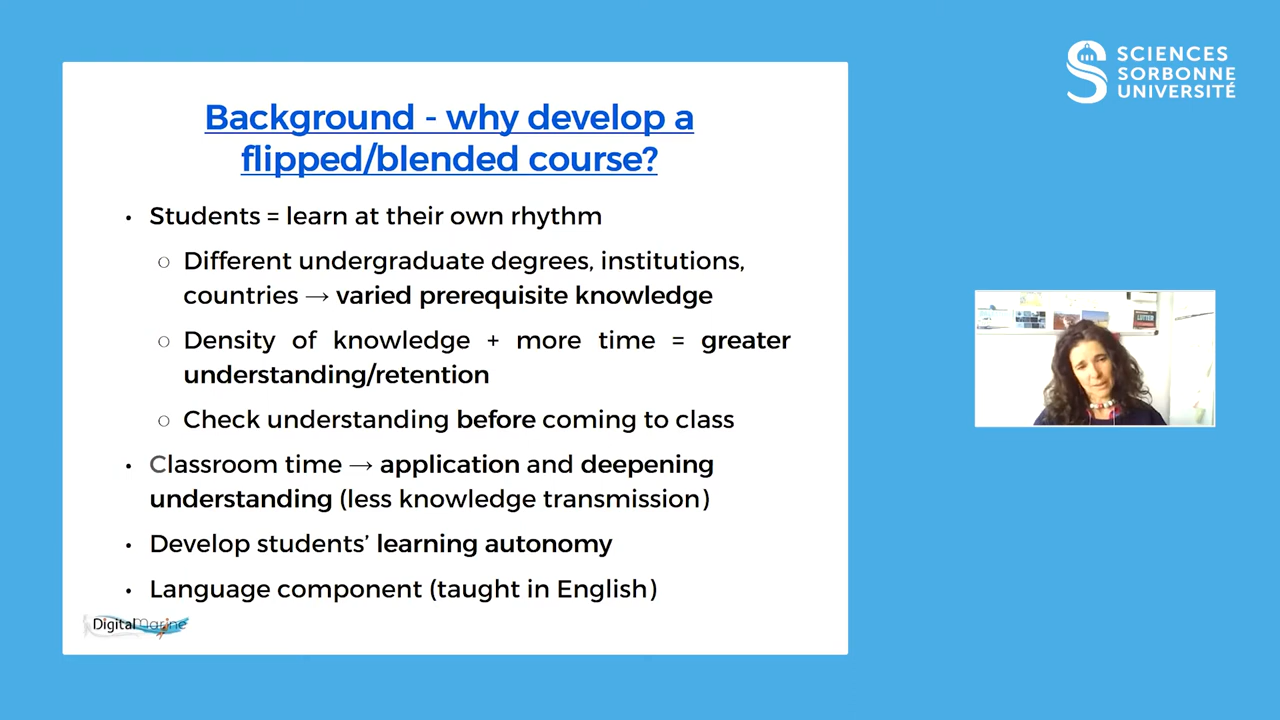 SCIENCES
SORBONNE
UNIVERSITÉ
Background - why develop a
flipped/blended course?
• Students = learn at their own rhythm
○ Different undergraduate degrees, institutions,
countries → varied prerequisite knowledge
○ Density of knowledge + more time = greater
understanding/retention
○ Check understanding before coming to class
• Classroom time → application and deepening
understanding (less knowledge transmission)
• Develop students’ learning autonomy
• Language component (taught in English)
DigitalMarine